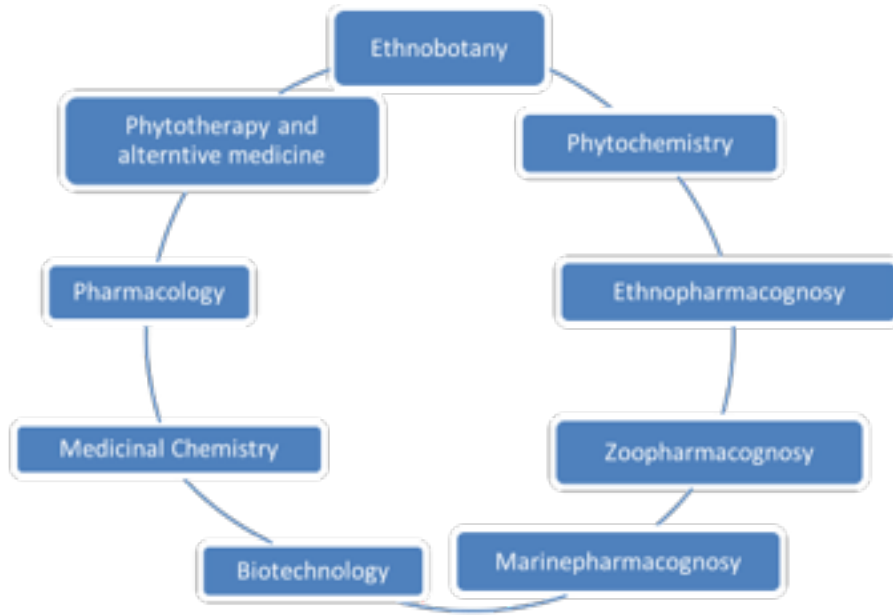 Ethnobotany
Phytochemistry
Ethnopharmacognosy
Zoopharmacognosy
Marinepharmacognosy
Biotechnology
Medicinal Chemistry
Pharmacology
Phytotherapy and
alterntive medicine